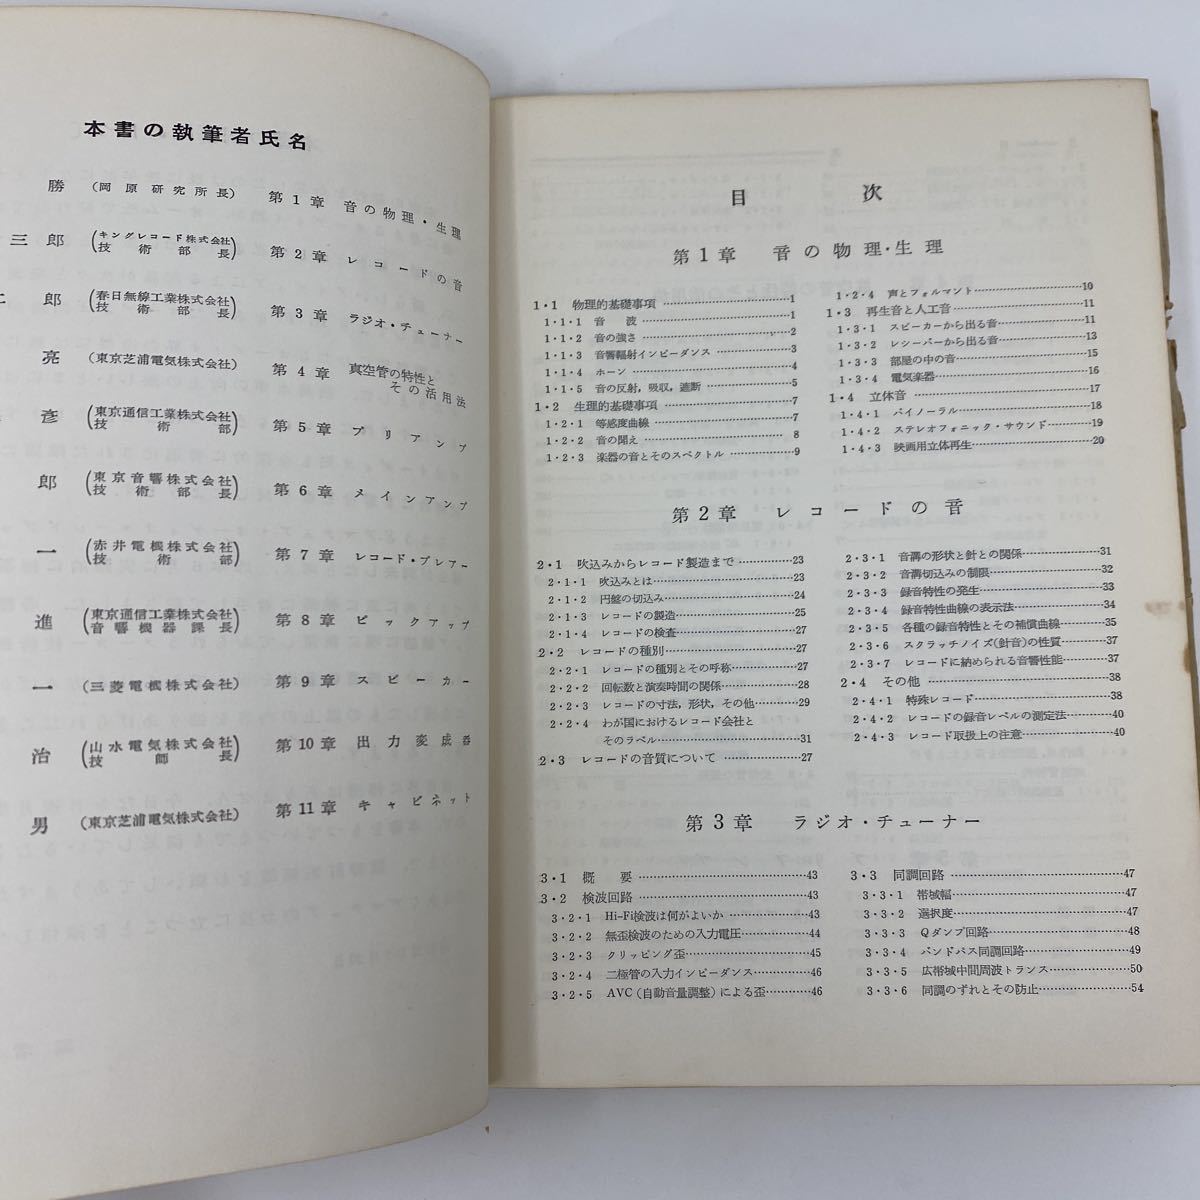 本書の執筆者氏名
勝 (岡原研究所長) 第1章 音の物理・生理
三郎 (キングレコード株式会社 技術部長) 第2章 レコードの音
二郎 (春日無線工業株式会社 技術部長) 第3章 ラジオ・チューナー
亮 (東京芝浦電気株式会社) 第4章 真空管の特性とその活用法
彦 (東京通信工業株式会社 技術部) 第5章 プリアンプ
郎 (東京音響株式会社 技術部長) 第6章 メインアンプ
一 (赤井電機株式会社 技術部) 第7章 レコード・プレアー
進 (東京通信工業株式会社 音響機器課長) 第8章 ピックアップ
一 (三菱電機株式会社) 第9章 スピーカー
治 (山水電気株式会社 技師長) 第10章 出力変成器
男 (東京芝浦電気株式会社) 第11章 キャビネット
目次
第1章 音の物理・生理
1・1 物理的基礎事項 1
1・1・1 音波 1
1・1・2 音の強さ 2
1・1・3 音響輻射インピーダンス 3
1・1・4 ホーン 4
1・1・5 音の反射，吸収，遮断 5
1・2 生理的基礎事項 7
1・2・1 等感度曲線 7
1・2・2 音の聞え 8
1・2・3 楽器の音とそのスペクトル 9
1・2・4 声とフォルマント 10
1・3 再生音と人工音 11
1・3・1 スピーカーから出る音 11
1・3・2 レシーバーから出る音 13
1・3・3 部屋の中の音 15
1・3・4 電気楽器 16
1・4 立体音 17
1・4・1 バイノーラル 18
1・4・2 ステレオフォニック・サウンド 19
1・4・3 映画用立体再生 20
第2章 レコードの音
2・1 吹込みからレコード製造まで 23
2・1・1 吹込みとは 23
2・1・2 円盤の切込み 24
2・1・3 レコードの製造 25
2・1・4 レコードの検査 27
2・2 レコードの種別 27
2・2・1 レコードの種別とその呼称 27
2・2・2 回転数と演奏時間の関係 28
2・2・3 レコードの寸法，形状，その他 29
2・2・4 わが国におけるレコード会社と
そのラベル 31
2・3 レコードの音質について 27
2・3・1 音溝の形状と針との関係 31
2・3・2 音溝切込みの制限 32
2・3・3 録音特性の発生 33
2・3・4 録音特性曲線の表示法 34
2・3・5 各種の録音特性とその補償曲線 35
2・3・6 スクラッチノイズ(針音)の性質 37
2・3・7 レコードに納められる音響性能 37
2・4 その他 38
2・4・1 特殊レコード 38
2・4・2 レコードの録音レベルの測定法 40
2・4・3 レコード取扱上の注意 40
第3章 ラジオ・チューナー
3・1 概要 43
3・2 検波回路 43
3・2・1 Hi-Fi検波は何がよいか 43
3・2・2 無歪検波のための入力電圧 44
3・2・3 クリッピング歪 45
3・2・4 二極管の入力インピーダンス 46
3・2・5 AVC(自動音量調整)による歪 46
3・3 同調回路 47
3・3・1 帯域幅 47
3・3・2 選択度 47
3・3・3 Qダンプ回路 48
3・3・4 バンドパス同調回路 49
3・3・5 広帯域中間周波トランス 50
3・3・6 同調のずれとその防止 54